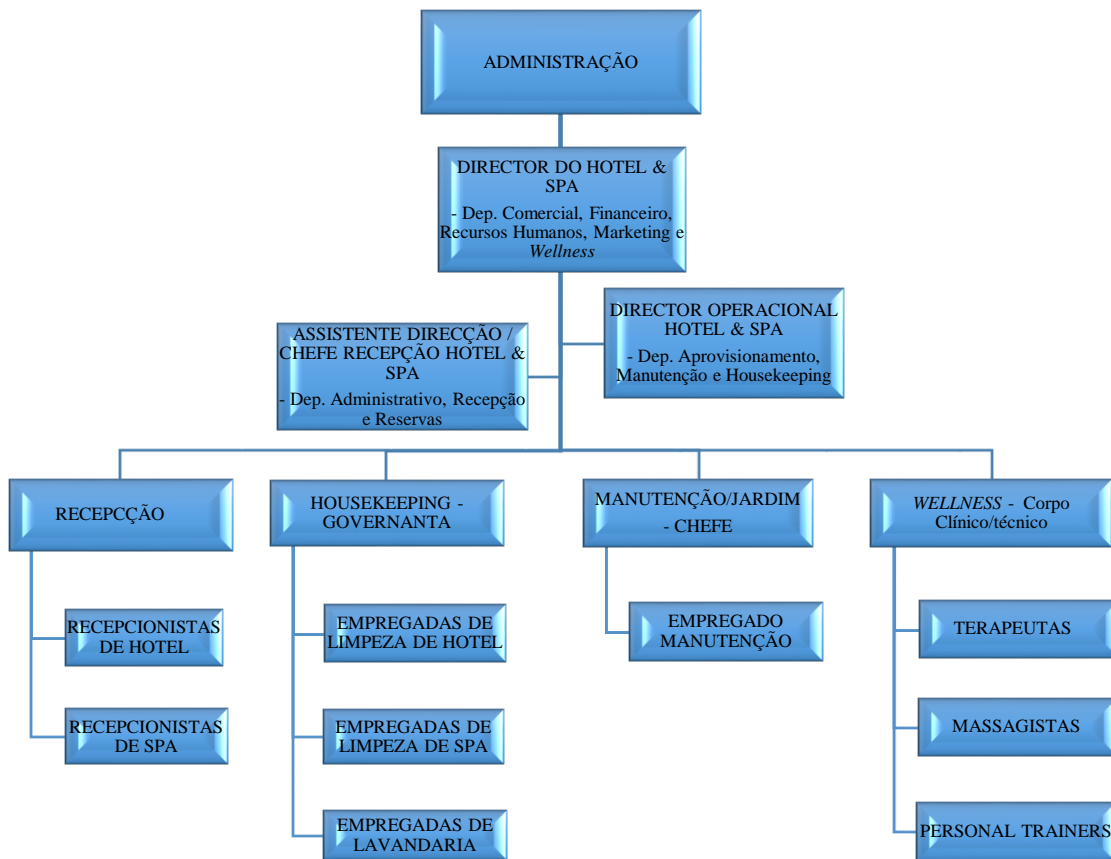 ADMINISTRAÇÃO
DIRECTOR DO HOTEL &
SPA
- Dep. Comercial, Financeiro,
Recursos Humanos, Marketing e
Wellness
DIRECTOR OPERACIONAL
HOTEL & SPA
- Dep. Aprovisionamento,
Manutenção e Housekeeping
ASSISTENTE DIRECÇÃO /
CHEFE RECEPÇÃO HOTEL &
SPA
- Dep. Administrativo, Recepção
e Reservas
RECEPCÇÃO
RECEPCIONISTAS
DE HOTEL
RECEPCIONISTAS
DE SPA
HOUSEKEEPING -
GOVERNANTA
EMPREGADAS DE
LIMPEZA DE HOTEL
EMPREGADAS DE
LIMPEZA DE SPA
EMPREGADAS DE
LAVANDARIA
MANUTENÇÃO/JARDIM
- CHEFE
EMPREGADO
MANUTENÇÃO
WELLNESS - Corpo
Clínico/técnico
TERAPEUTAS
MASSAGISTAS
PERSONAL TRAINERS